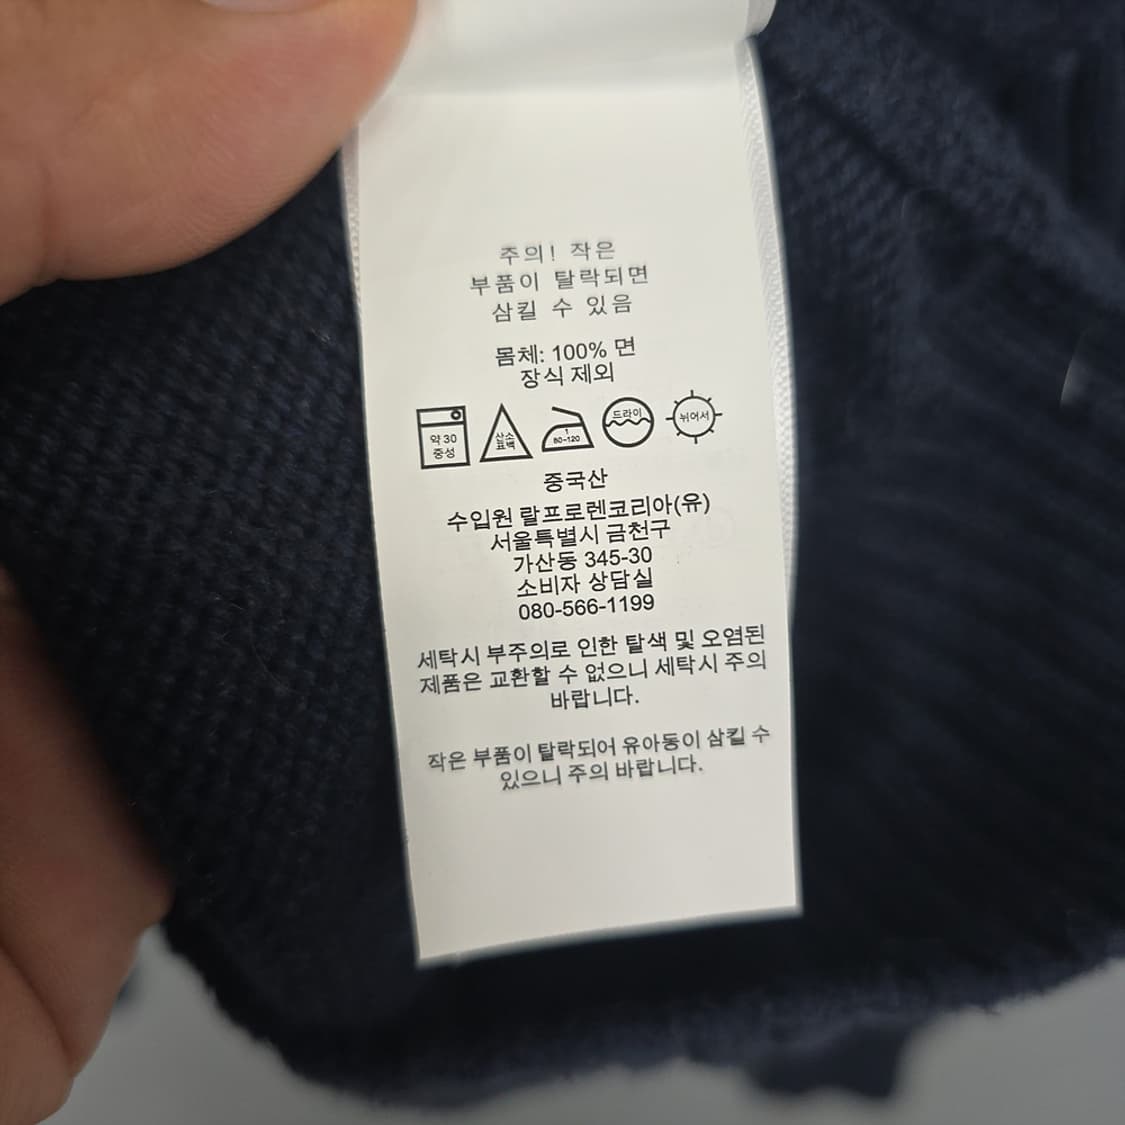 주의! 작은
부품이 탈락되면
삼킬 수 있음
몸체: 100% 면
장식 제외
약 30
중성
산소
표백
1
80-120
드라이
뉘어서
중국산
수입원 랄프로렌코리아(유)
서울특별시 금천구
가산동 345-30
소비자 상담실
080-566-1199
세탁시 부주의로 인한 탈색 및 오염된
제품은 교환할 수 없으니 세탁시 주의
바랍니다.
작은 부품이 탈락되어 유아동이 삼킬 수
있으니 주의 바랍니다.